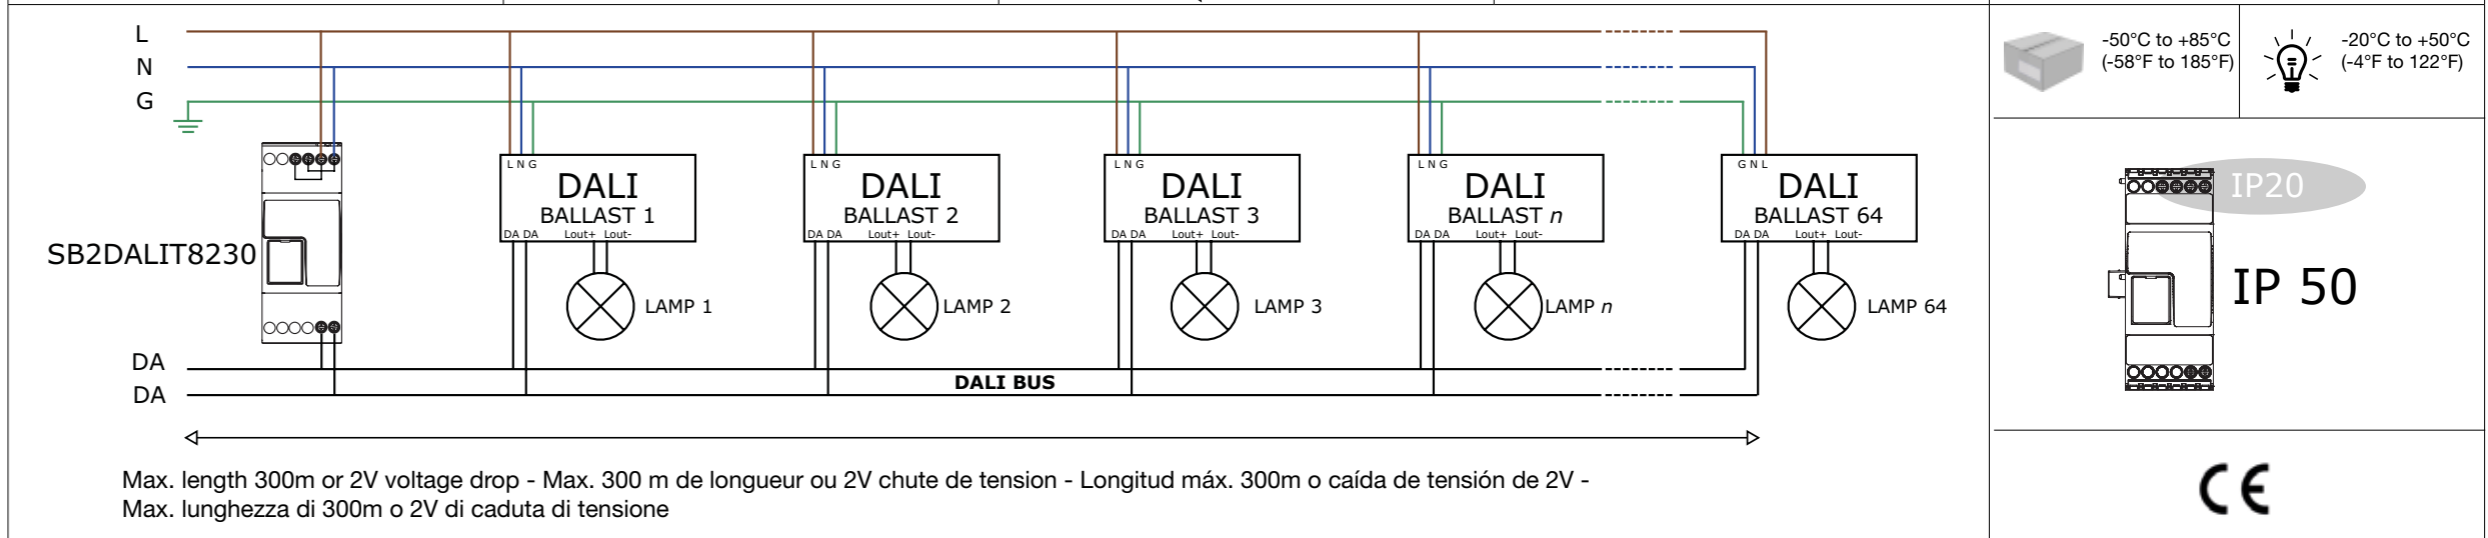 L
N
G
L N G
L N G
L N G
L N G
G N L
DALI
BALLAST 1
DALI
BALLAST 2
DALI
BALLAST 3
DALI
BALLAST n
DALI
BALLAST 64
DA DA Lout+ Lout-
DA DA Lout+ Lout-
DA DA Lout+ Lout-
DA DA Lout+ Lout-
DA DA Lout+ Lout-
SB2DALIT8230
LAMP 1
LAMP 2
LAMP 3
LAMP n
LAMP 64
DA
DA
DALI BUS
Max. length 300m or 2V voltage drop - Max. 300 m de longueur ou 2V chute de tension - Longitud máx. 300m o caída de tensión de 2V -
Max. lunghezza di 300m o 2V di caduta di tensione
-50°C to +85°C
(-58°F to 185°F)
-20°C to +50°C
(-4°F to 122°F)
IP20
IP 50
CE